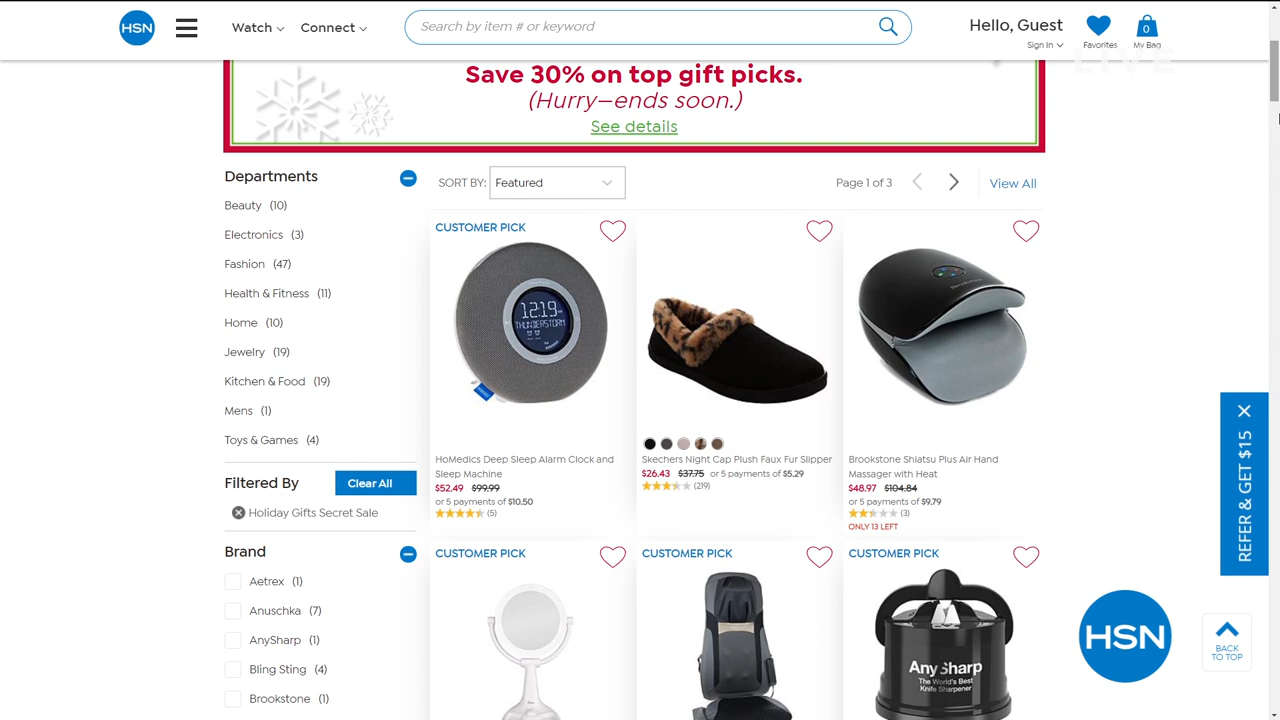 HSN
Watch
Connect
Search by item # or keyword
Hello, Guest
Sign In
Favorites
0
My Bag
LIVE
Save 30% on top gift picks.
(Hurry—ends soon.)
See details
Departments
Beauty (10)
Electronics (3)
Fashion (47)
Health & Fitness (11)
Home (10)
Jewelry (19)
Kitchen & Food (19)
Mens (1)
Toys & Games (4)
Filtered By
Clear All
Holiday Gifts Secret Sale
Brand
Aetrex (1)
Anuschka (7)
AnySharp (1)
Bling Sting (4)
Brookstone (1)
SORT BY: Featured
Page 1 of 3
View All
CUSTOMER PICK
12:19
THUNDERSTORM
HoMedics Deep Sleep Alarm Clock and
Sleep Machine
$52.49 $99.99
or 5 payments of $10.50
(5)
Skechers Night Cap Plush Faux Fur Slipper
$26.43 $37.75 or 5 payments of $5.29
(219)
Brookstone Shiatsu Plus Air Hand
Massager with Heat
$48.97 $104.84
or 5 payments of $9.79
(3)
ONLY 13 LEFT
CUSTOMER PICK
CUSTOMER PICK
CUSTOMER PICK
AnySharp
The World's Best
Knife Sharpener
REFER & GET $15
HSN
BACK
TO TOP